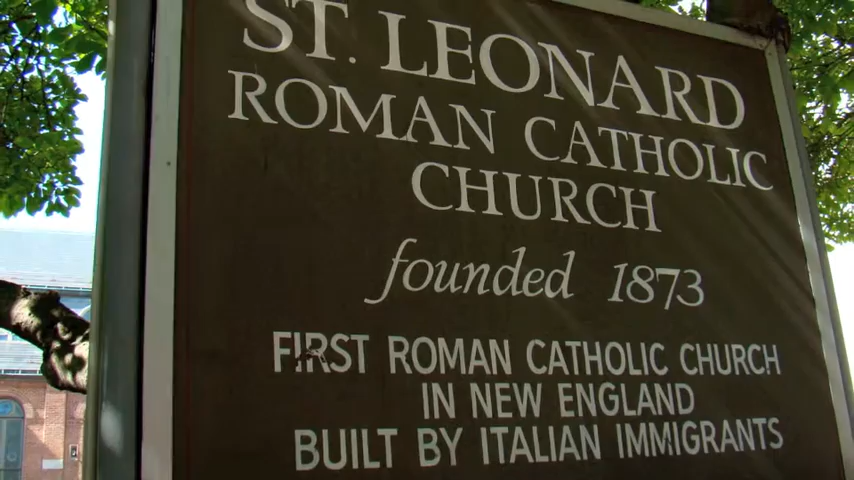 ST. LEONARD
ROMAN CATHOLIC
CHURCH
founded 1873
FIRST ROMAN CATHOLIC CHURCH
IN NEW ENGLAND
BUILT BY ITALIAN IMMIGRANTS